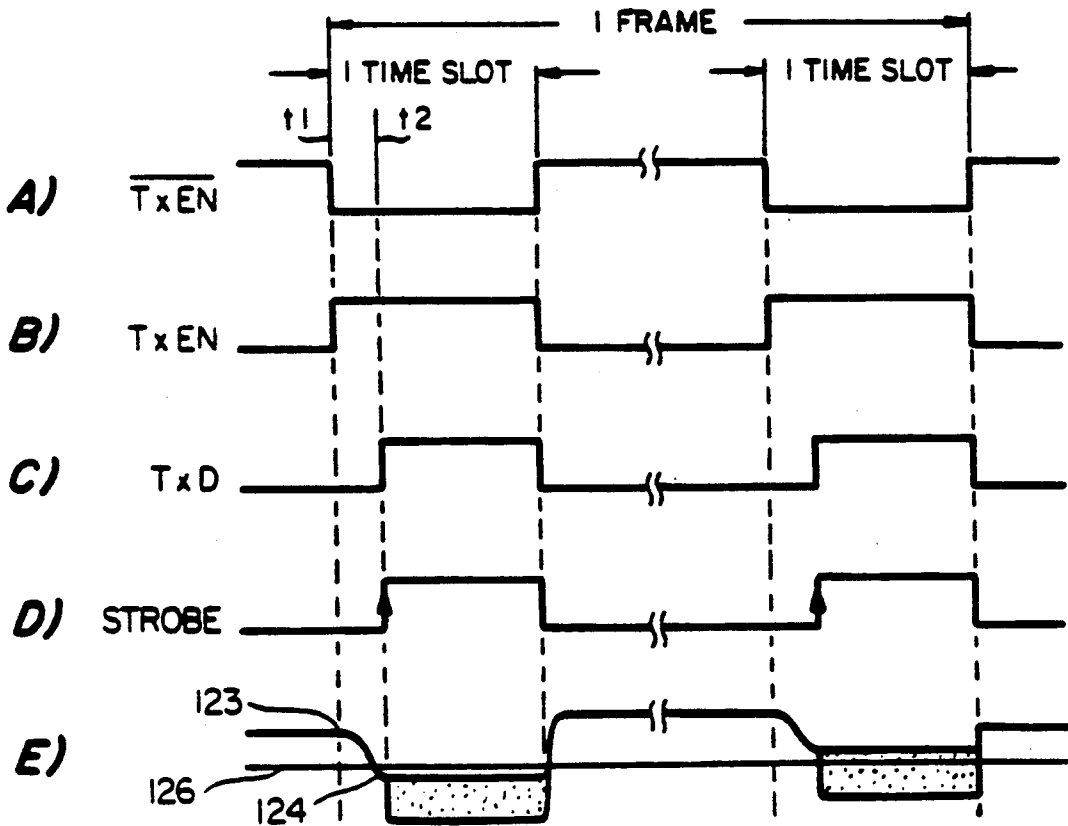 1 FRAME
1 TIME SLOT 1 TIME SLOT
t1 t2
A) TxEN
B) TxEN
C) TxD
D) STROBE
123
E)
126 124